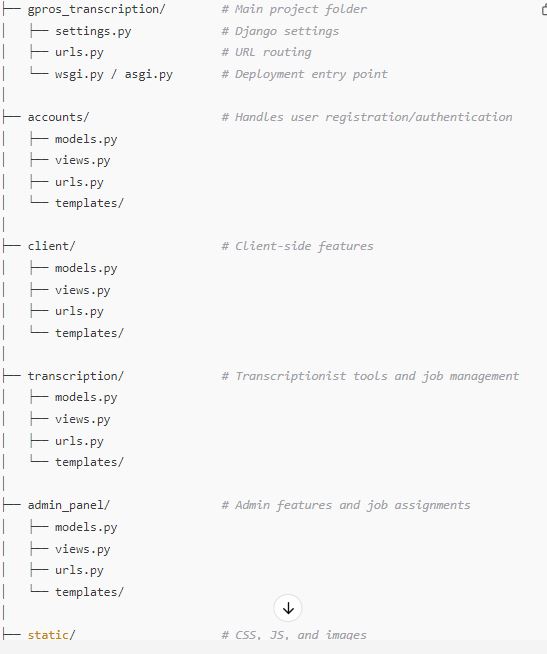 ├── gpros_transcription/        # Main project folder
│   ├── settings.py             # Django settings
│   ├── urls.py                 # URL routing
│   └── wsgi.py / asgi.py       # Deployment entry point
│
├── accounts/                   # Handles user registration/authentication
│   ├── models.py
│   ├── views.py
│   ├── urls.py
│   └── templates/
│
├── client/                     # Client-side features
│   ├── models.py
│   ├── views.py
│   ├── urls.py
│   └── templates/
│
├── transcription/              # Transcriptionist tools and job management
│   ├── models.py
│   ├── views.py
│   ├── urls.py
│   └── templates/
│
├── admin_panel/                # Admin features and job assignments
│   ├── models.py
│   ├── views.py
│   ├── urls.py
│   └── templates/
│
├── static/                     # CSS, JS, and images